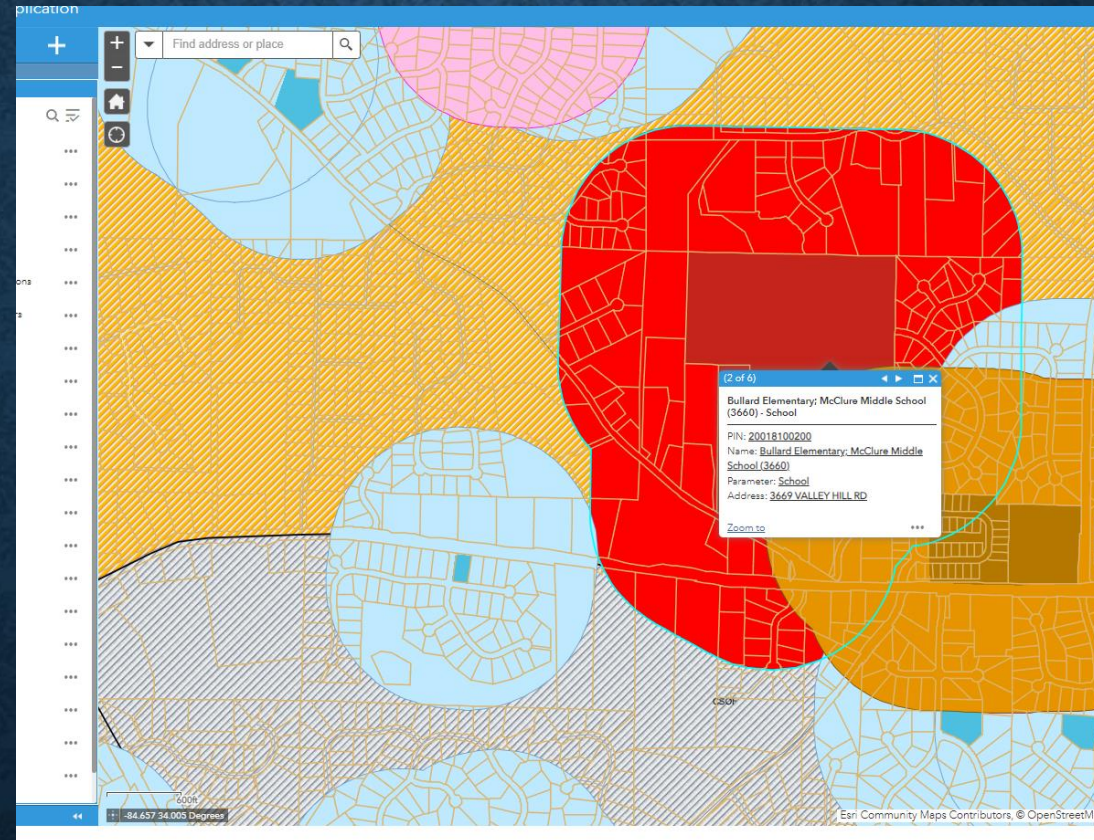 plication
Find address or place
ons
rs
(2 of 6)
Bullard Elementary; McClure Middle School
(3660) - School
PIN: 20018100200
Name: Bullard Elementary; McClure Middle
School (3660)
Parameter: School
Address: 3669 VALLEY HILL RD
Zoom to
CSOF
600ft
-84.657 34.005 Degrees
Esri Community Maps Contributors, © OpenStreetM